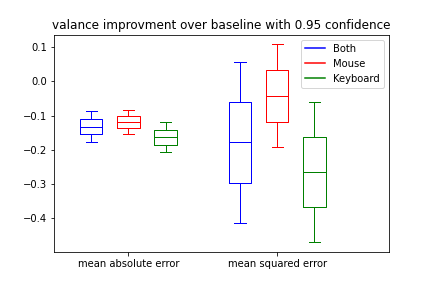 valance improvment over baseline with 0.95 confidence
0.1
0.0
−0.1
−0.2
−0.3
−0.4
Both
Mouse
Keyboard
mean absolute error
mean squared error